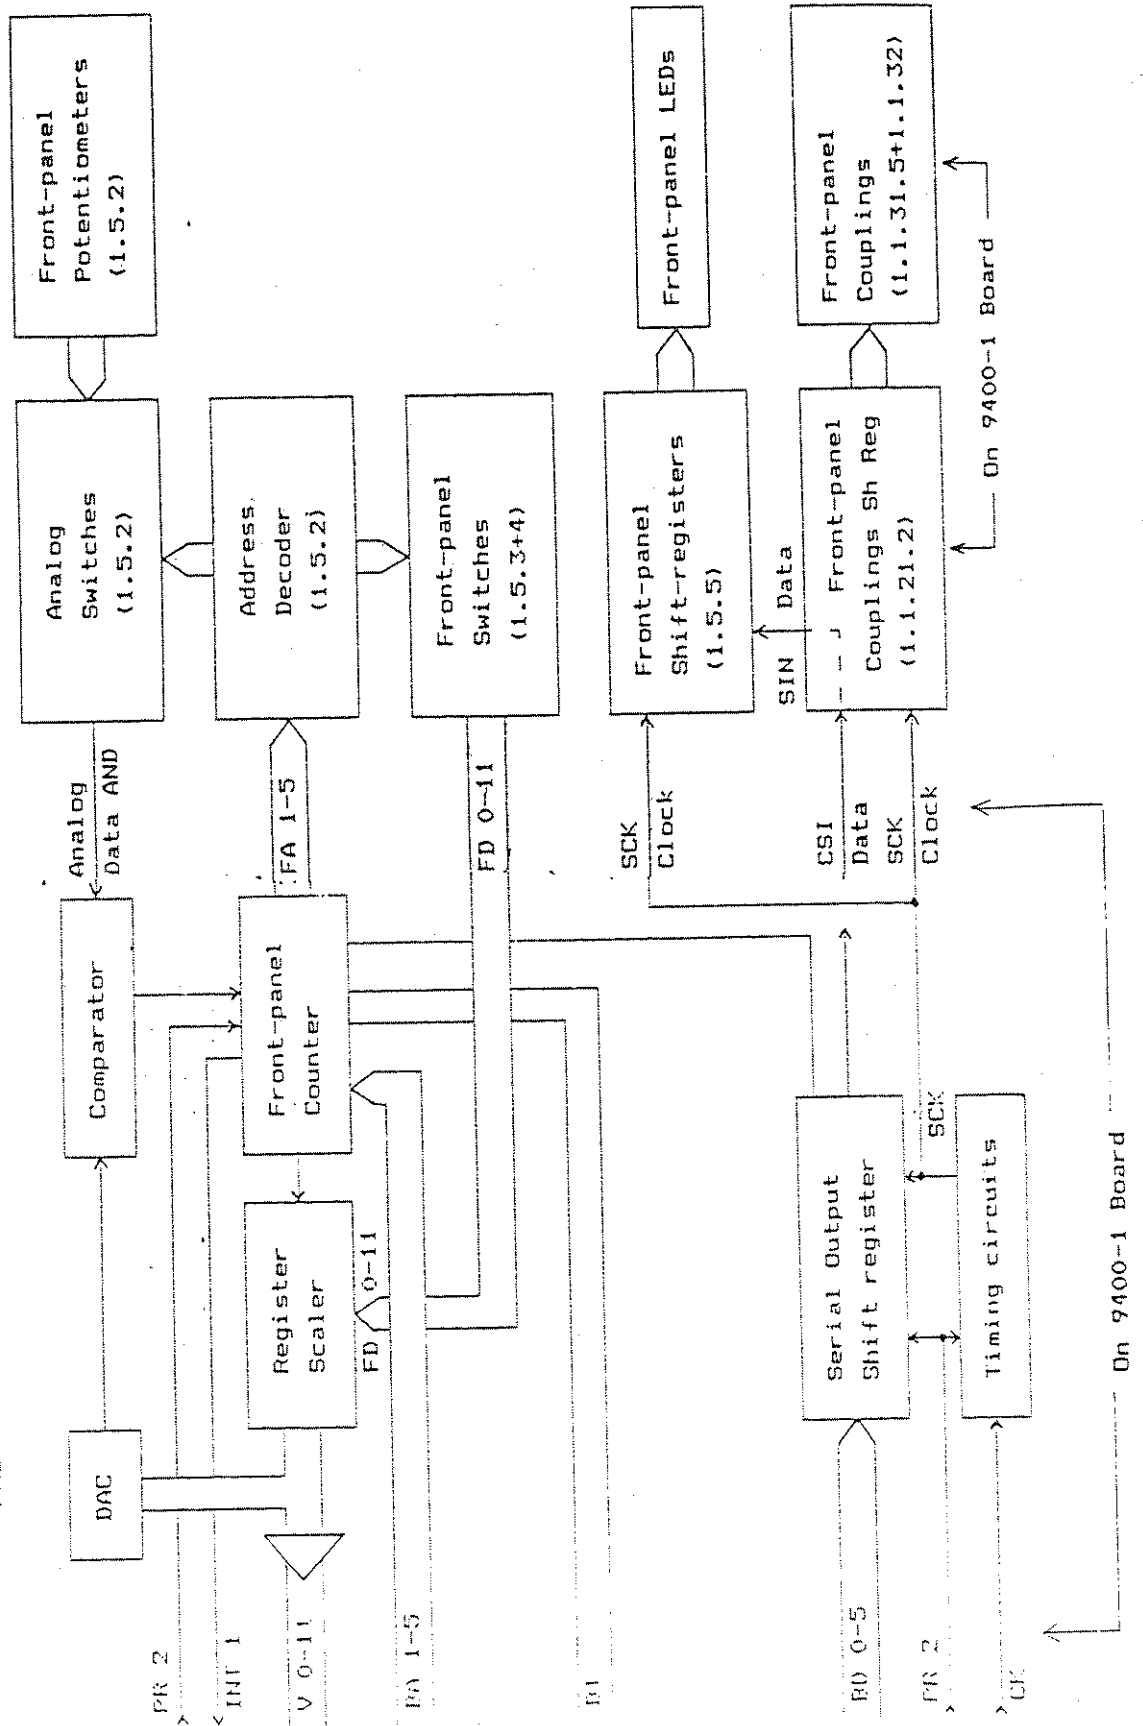 Front-panel
Potentiometers
(1.5.2)
Analog
Switches
(1.5.2)
Analog
Data AND
Comparator
DAC
Address
Decoder
(1.5.2)
FA 1-5
Front-panel
Counter
Register
Scaler
PR 2
INT 1
V 0-11
Front-panel
Switches
(1.5.3+4)
FD 0-11
FD 0-11
BA 1-5
Front-panel LEDs
Front-panel
Shift-registers
(1.5.5)
SCK
Clock
SIN Data
Front-panel
Couplings
(1.1.31.5+1.1.32)
Front-panel
Couplings Sh Reg
(1.1.21.2)
CSI
Data
SCK
Clock
Serial Output
Shift register
SCK
Timing circuits
BD 0-5
PR 2
CK
On 9400-1 Board
On 9400-1 Board